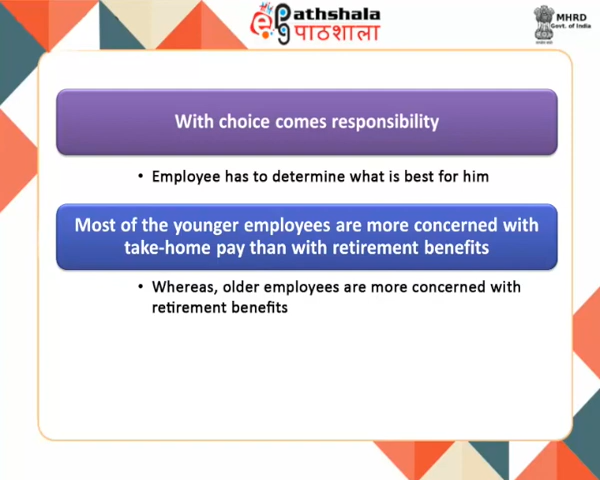 e Pathshala
पाठशाला
MHRD
Govt. of India
With choice comes responsibility
• Employee has to determine what is best for him
Most of the younger employees are more concerned with
take-home pay than with retirement benefits
• Whereas, older employees are more concerned with
retirement benefits